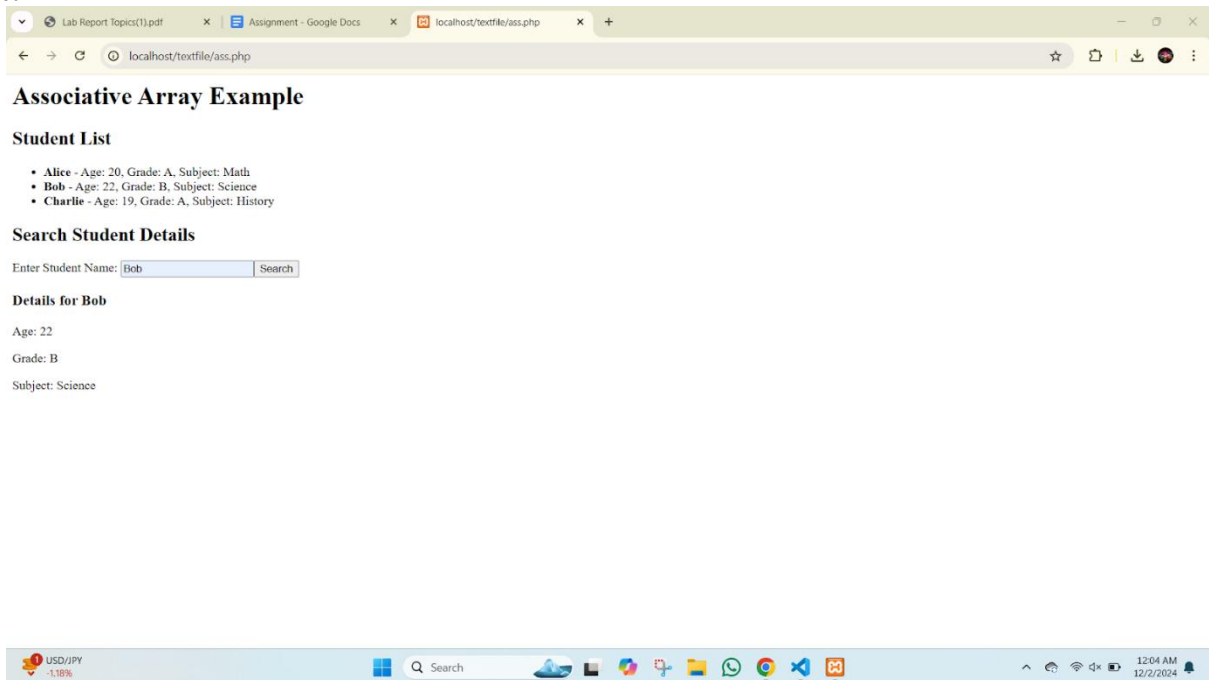 Lab Report Topics(1).pdf
Assignment - Google Docs
localhost/textfile/ass.php
localhost/textfile/ass.php
Associative Array Example
Student List
Alice - Age: 20, Grade: A, Subject: Math
Bob - Age: 22, Grade: B, Subject: Science
Charlie - Age: 19, Grade: A, Subject: History
Search Student Details
Enter Student Name: Bob Search
Details for Bob
Age: 22
Grade: B
Subject: Science
1
USD/JPY
-1.18%
Search
12:04 AM
12/2/2024